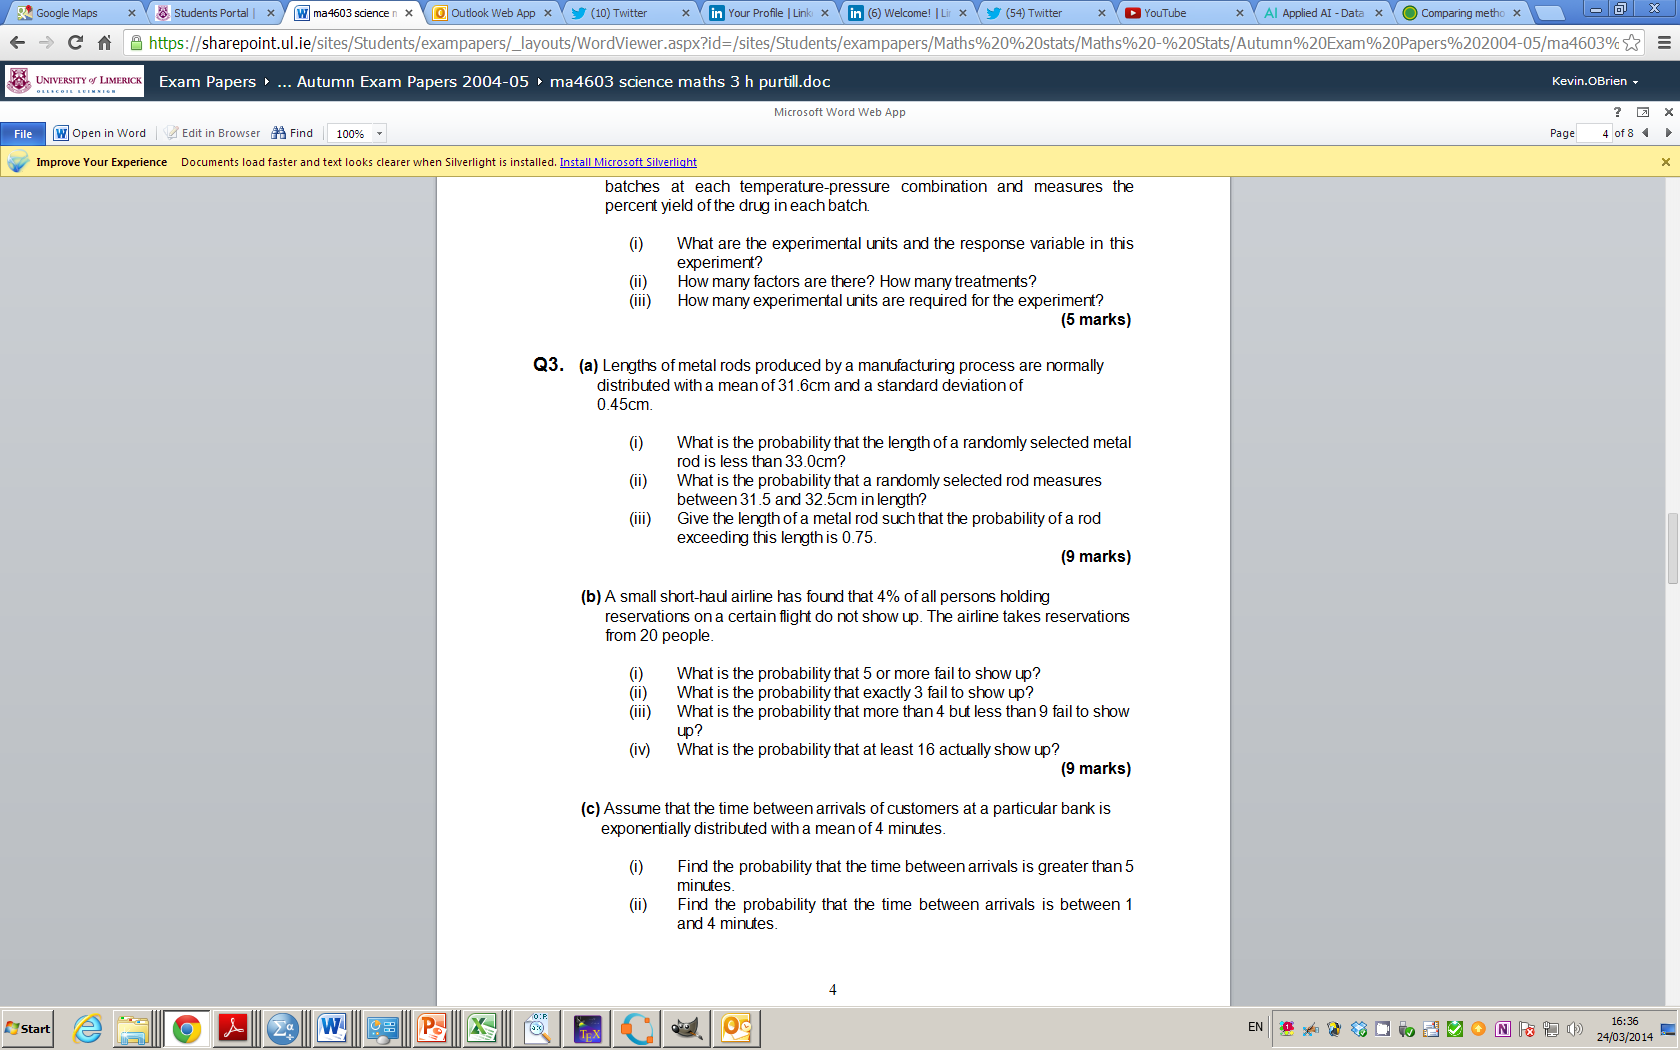 Google Maps
Students Portal |
ma4603 science m
Outlook Web App
(10) Twitter
Your Profile | Link
(6) Welcome! | Li
(54) Twitter
YouTube
Applied AI - Data
Comparing metho
https://sharepoint.ul.ie/sites/Students/exampapers/_layouts/WordViewer.aspx?id=/sites/Students/exampapers/Maths%20%20stats/Maths%20-%20Stats/Autumn%20Exam%20Papers%202004-05/ma4603%
UNIVERSITY of LIMERICK
OLLSCOIL LUIMNIGH
Exam Papers ▸ ... Autumn Exam Papers 2004-05 ▸ ma4603 science maths 3 h purtill.doc
Kevin.OBrien
Microsoft Word Web App
File Open in Word Edit in Browser Find 100%
Page 4 of 8
Improve Your Experience Documents load faster and text looks clearer when Silverlight is installed. Install Microsoft Silverlight
batches at each temperature-pressure combination and measures the
percent yield of the drug in each batch.
(i) What are the experimental units and the response variable in this
experiment?
(ii) How many factors are there? How many treatments?
(iii) How many experimental units are required for the experiment?
(5 marks)
Q3. (a) Lengths of metal rods produced by a manufacturing process are normally
distributed with a mean of 31.6cm and a standard deviation of
0.45cm.
(i) What is the probability that the length of a randomly selected metal
rod is less than 33.0cm?
(ii) What is the probability that a randomly selected rod measures
between 31.5 and 32.5cm in length?
(iii) Give the length of a metal rod such that the probability of a rod
exceeding this length is 0.75.
(9 marks)
(b) A small short-haul airline has found that 4% of all persons holding
reservations on a certain flight do not show up. The airline takes reservations
from 20 people.
(i) What is the probability that 5 or more fail to show up?
(ii) What is the probability that exactly 3 fail to show up?
(iii) What is the probability that more than 4 but less than 9 fail to show
up?
(iv) What is the probability that at least 16 actually show up?
(9 marks)
(c) Assume that the time between arrivals of customers at a particular bank is
exponentially distributed with a mean of 4 minutes.
(i) Find the probability that the time between arrivals is greater than 5
minutes.
(ii) Find the probability that the time between arrivals is between 1
and 4 minutes.
4
Start
EN
16:36
24/03/2014